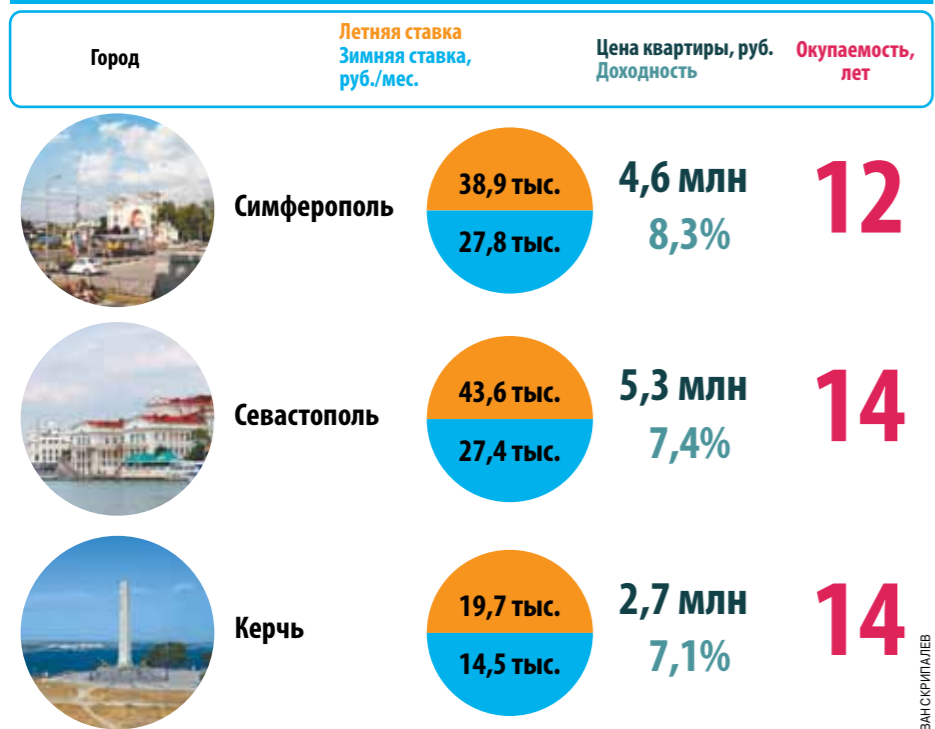 Город
Летняя ставка
Зимняя ставка,
руб./мес.
Цена квартиры, руб.
Доходность
Окупаемость,
лет
Симферополь
38,9 тыс.
27,8 тыс.
4,6 млн
8,3%
12
Севастополь
43,6 тыс.
27,4 тыс.
5,3 млн
7,4%
14
Керчь
19,7 тыс.
14,5 тыс.
2,7 млн
7,1%
14
ВАН СКРИПАЛЕВ